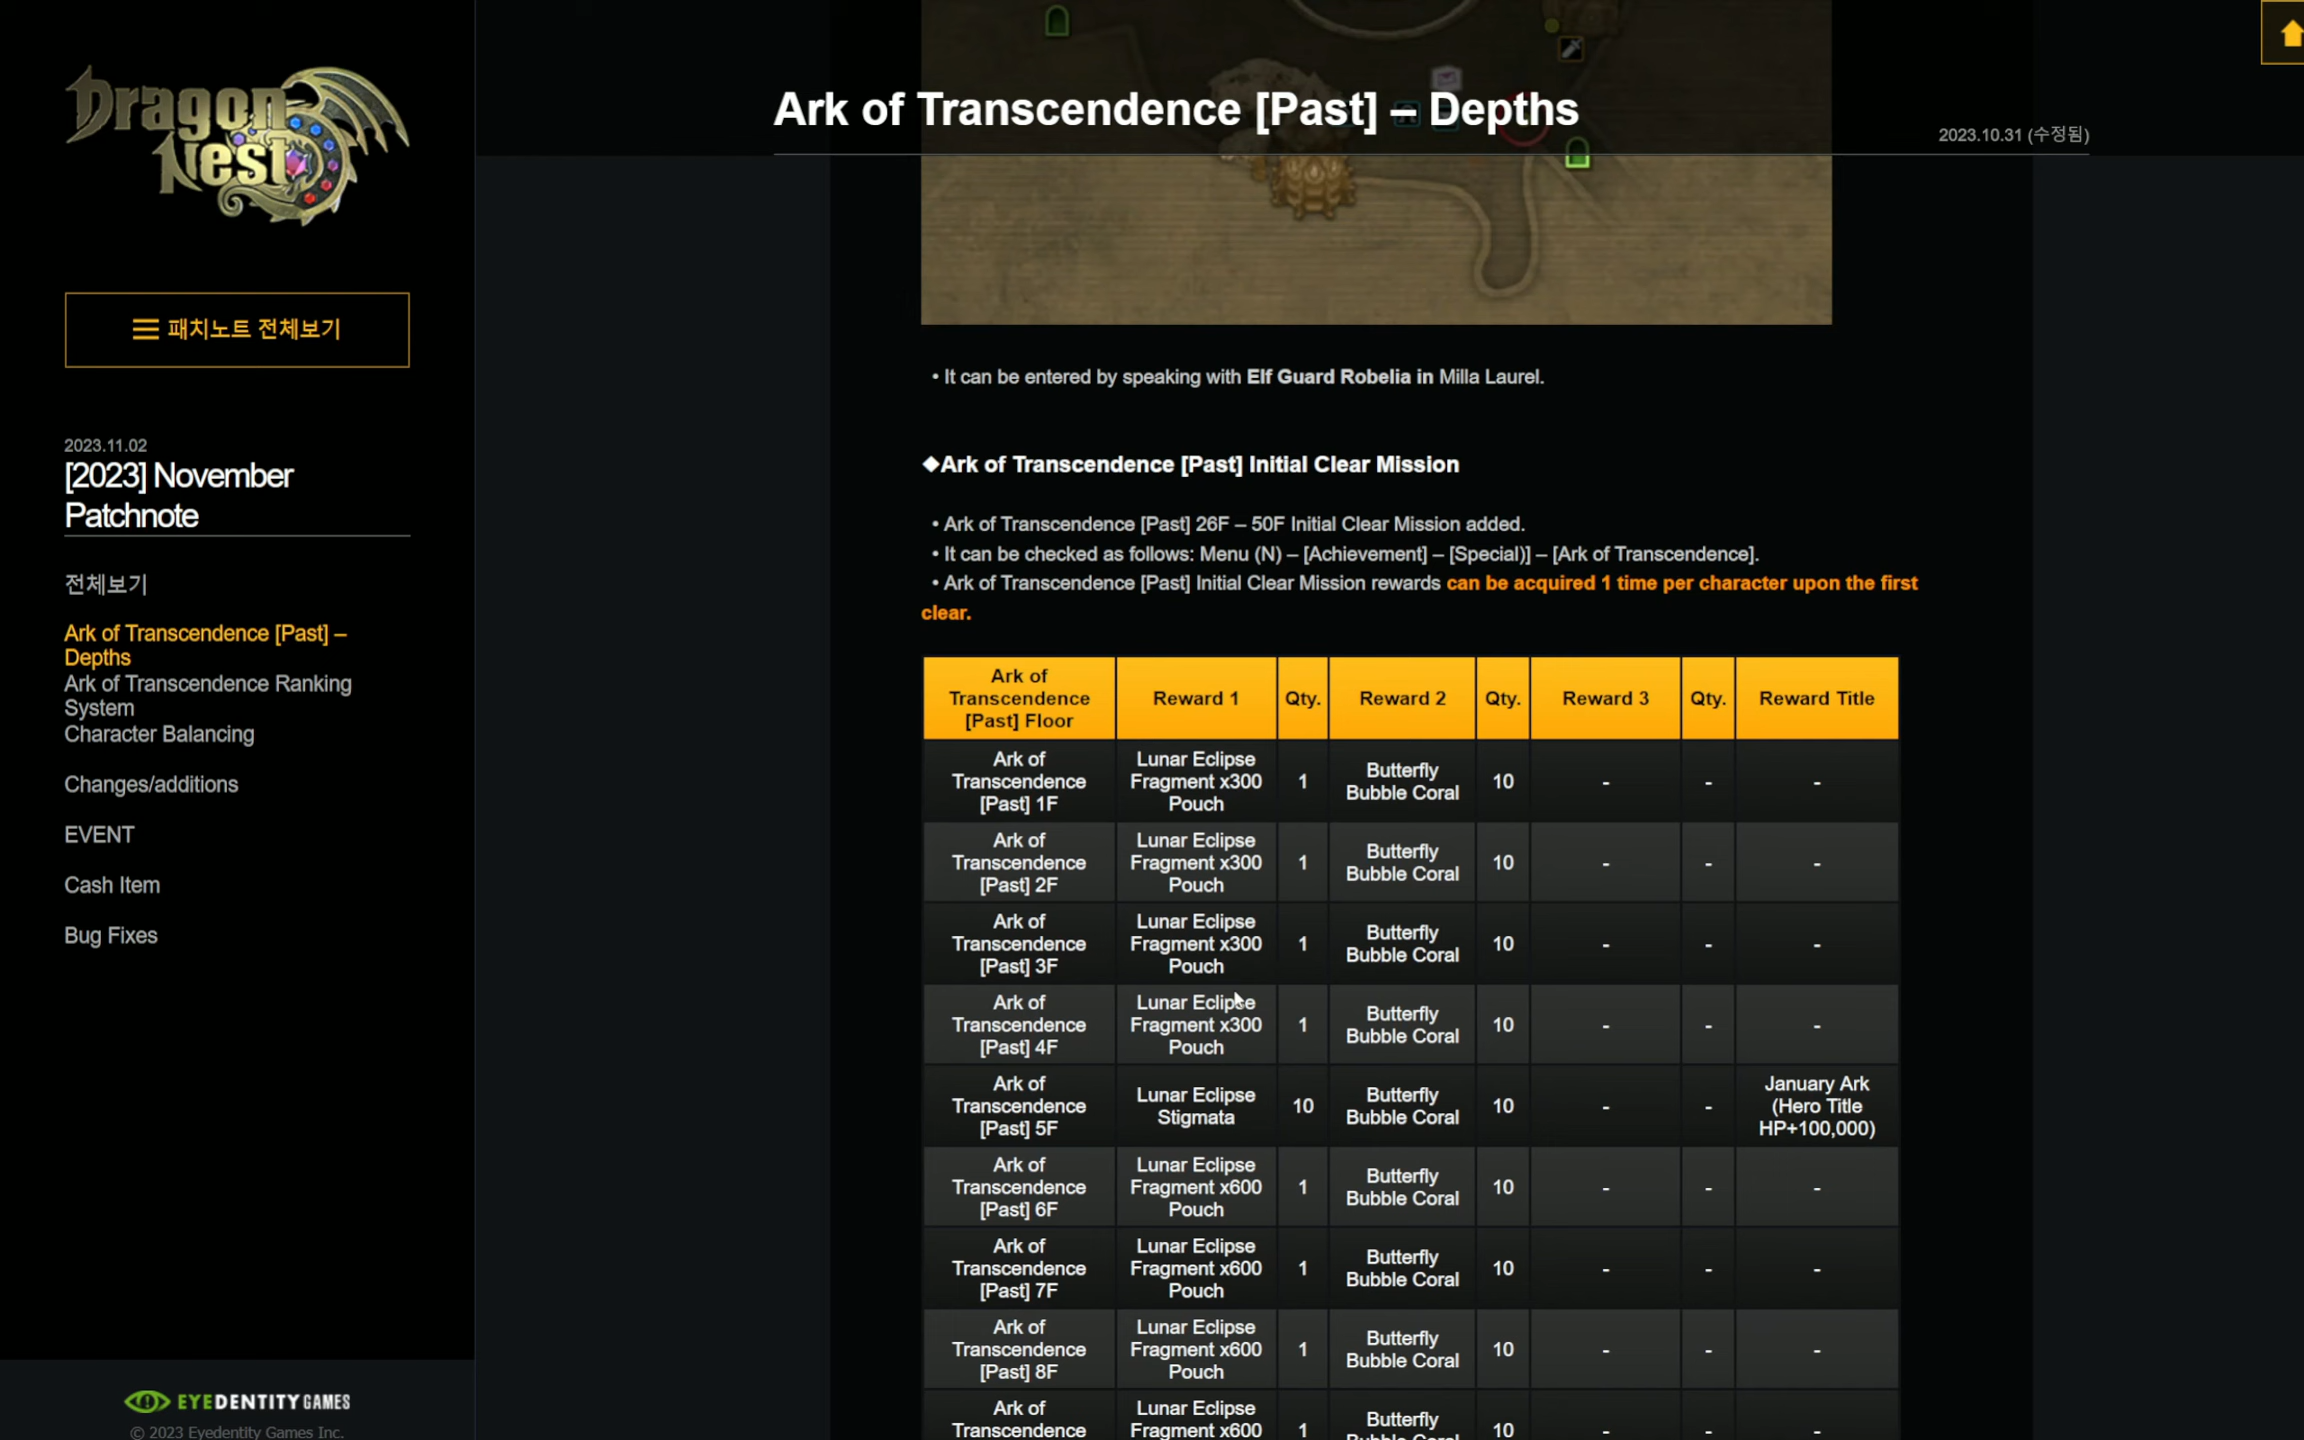 Dragon
Nest
패치노트 전체보기
2023.11.02
[2023] November
Patchnote
전체보기
Ark of Transcendence [Past] –
Depths
Ark of Transcendence Ranking
System
Character Balancing
Changes/additions
EVENT
Cash Item
Bug Fixes
EYEDENTITY GAMES
© 2023 Eyedentity Games Inc.
Ark of Transcendence [Past] – Depths
2023.10.31 (수정됨)
• It can be entered by speaking with Elf Guard Robelia in Milla Laurel.
◆Ark of Transcendence [Past] Initial Clear Mission
• Ark of Transcendence [Past] 26F – 50F Initial Clear Mission added.
• It can be checked as follows: Menu (N) – [Achievement] – [Special)] – [Ark of Transcendence].
• Ark of Transcendence [Past] Initial Clear Mission rewards can be acquired 1 time per character upon the first
clear.
Ark of
Transcendence
[Past] Floor
Reward 1
Qty.
Reward 2
Qty.
Reward 3
Qty.
Reward Title
Ark of
Transcendence
[Past] 1F
Lunar Eclipse
Fragment x300
Pouch
1
Butterfly
Bubble Coral
10
-
-
-
Ark of
Transcendence
[Past] 2F
Lunar Eclipse
Fragment x300
Pouch
1
Butterfly
Bubble Coral
10
-
-
-
Ark of
Transcendence
[Past] 3F
Lunar Eclipse
Fragment x300
Pouch
1
Butterfly
Bubble Coral
10
-
-
-
Ark of
Transcendence
[Past] 4F
Lunar Eclipse
Fragment x300
Pouch
1
Butterfly
Bubble Coral
10
-
-
-
Ark of
Transcendence
[Past] 5F
Lunar Eclipse
Stigmata
10
Butterfly
Bubble Coral
10
-
-
January Ark
(Hero Title
HP+100,000)
Ark of
Transcendence
[Past] 6F
Lunar Eclipse
Fragment x600
Pouch
1
Butterfly
Bubble Coral
10
-
-
-
Ark of
Transcendence
[Past] 7F
Lunar Eclipse
Fragment x600
Pouch
1
Butterfly
Bubble Coral
10
-
-
-
Ark of
Transcendence
[Past] 8F
Lunar Eclipse
Fragment x600
Pouch
1
Butterfly
Bubble Coral
10
-
-
-
Ark of
Transcendence
Lunar Eclipse
Fragment x600
1
Butterfly
Bubble Coral
10
-
-
-